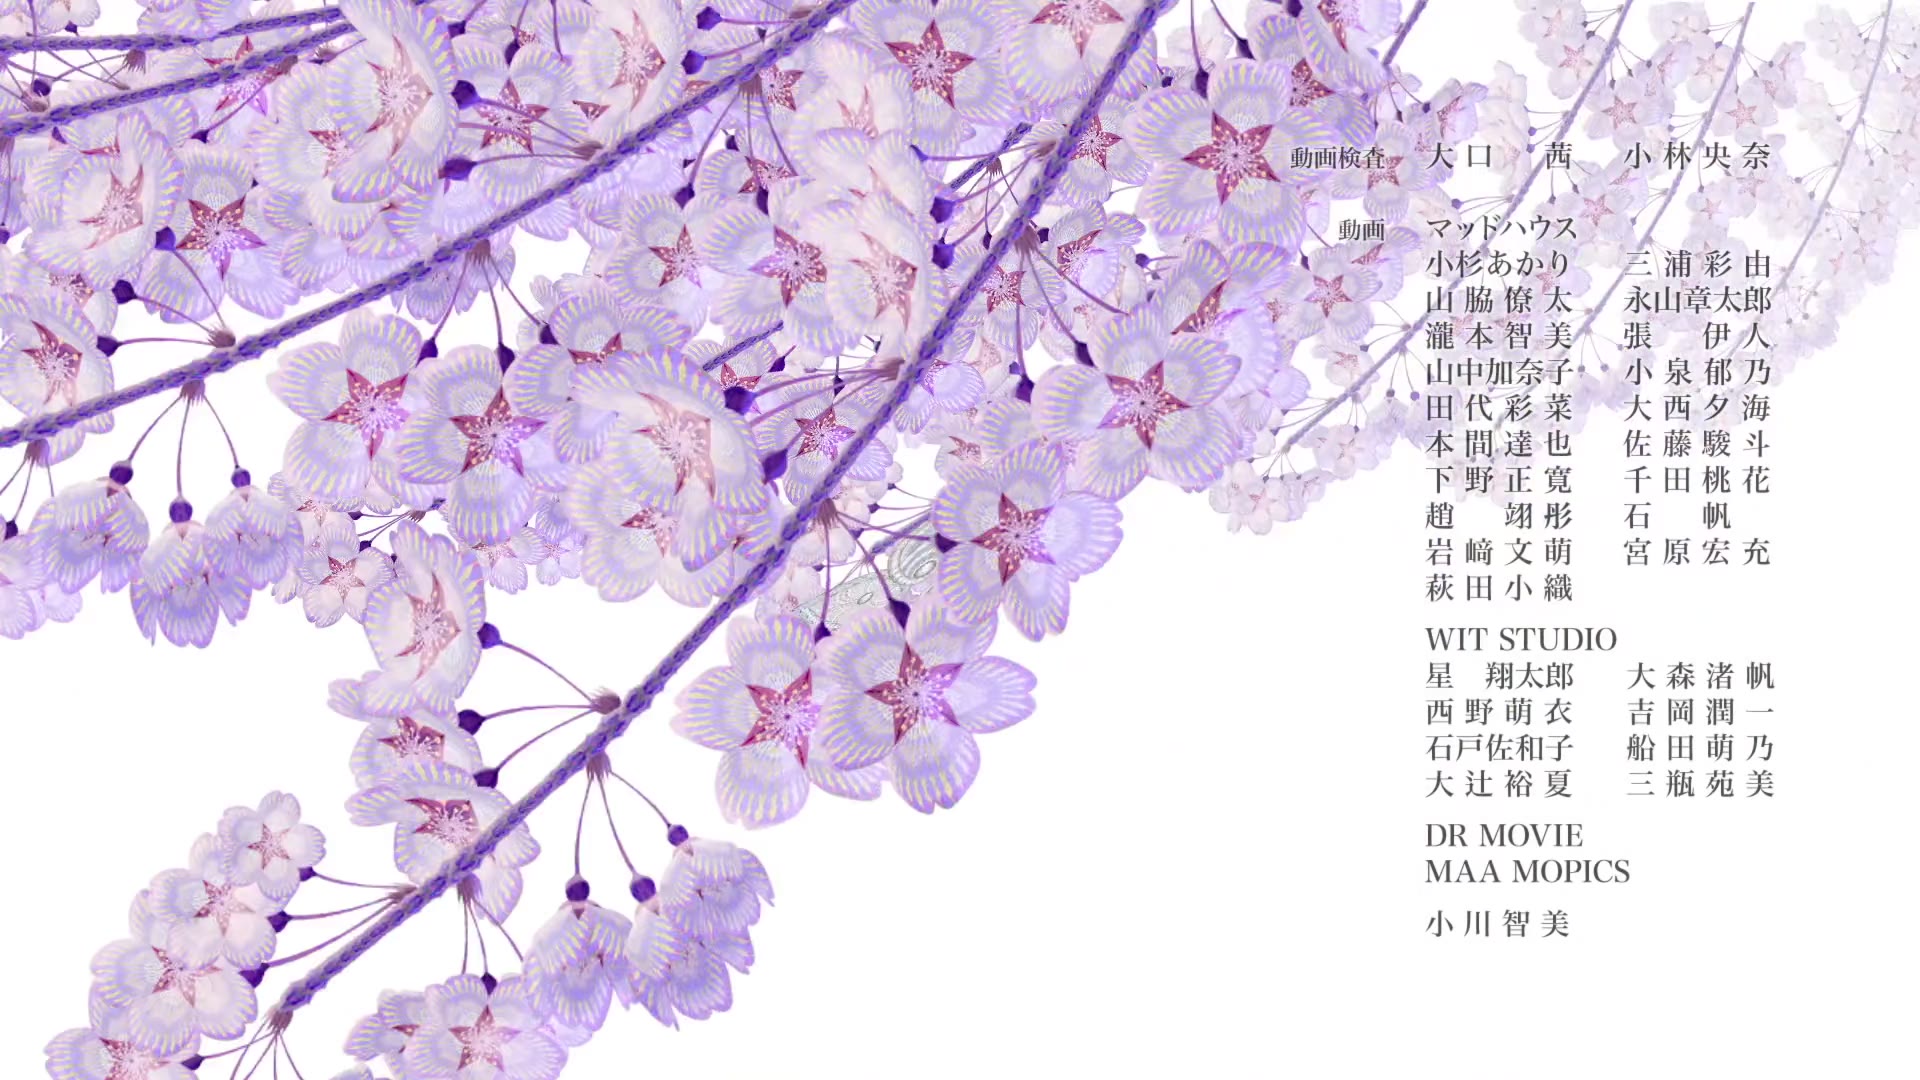 動画検査 大口 茜 小林央奈
動画 マッドハウス
小杉あかり 三浦彩由
山脇僚太 永山章太郎
瀧本智美 張 伊人
山中加奈子 小泉郁乃
田代彩菜 大西夕海
本間達也 佐藤駿斗
下野正寛 千田桃花
趙 翊彤 石 帆
岩﨑文萌 宮原宏充
萩田小織
WIT STUDIO
星 翔太郎 大森渚帆
西野萌衣 吉岡潤一
石戸佐和子 船田萌乃
大辻裕夏 三瓶苑美
DR MOVIE
MAA MOPICS
小川智美